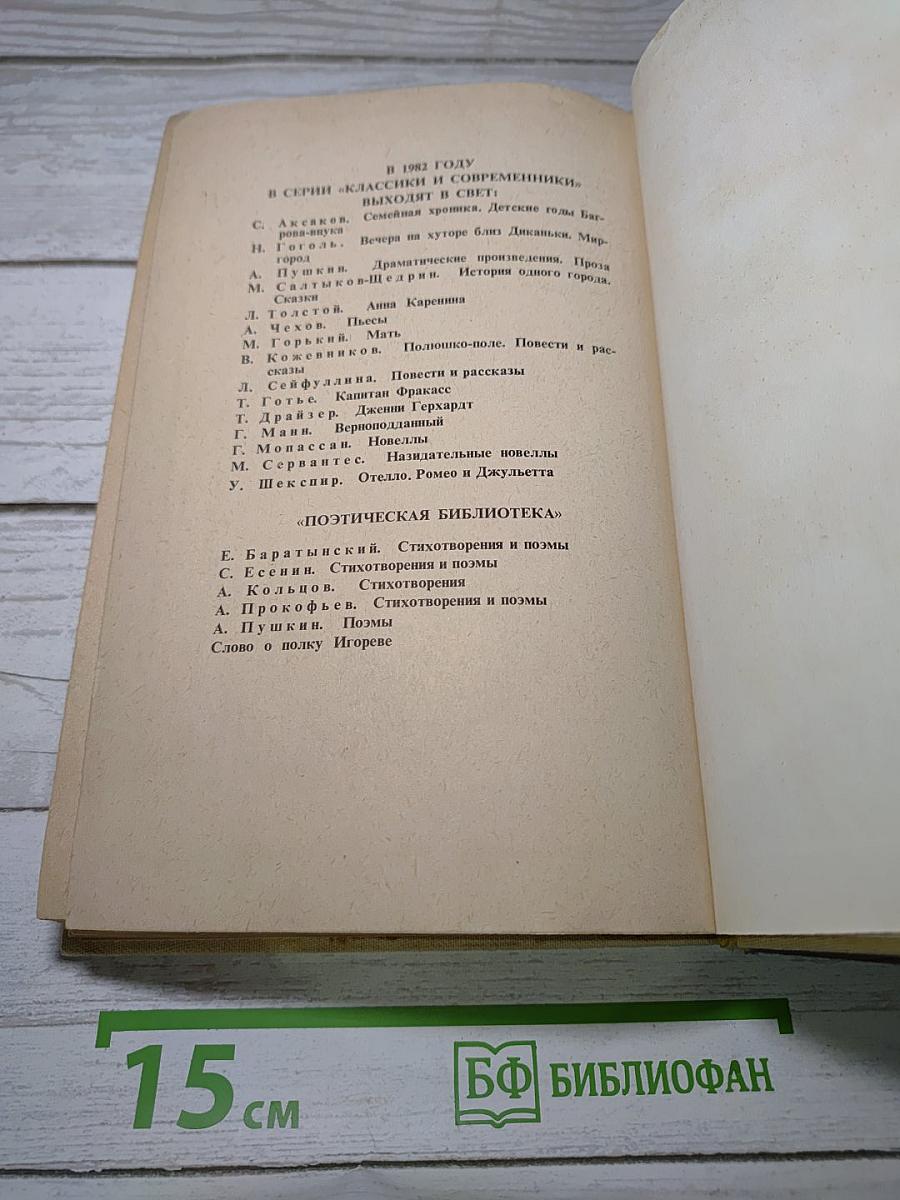 В 1982 ГОДУ
В СЕРИИ «КЛАССИКИ И СОВРЕМЕННИКИ»
ВЫХОДЯТ В СВЕТ:
С. Аксаков. Семейная хроника. Детские годы Баг-
рова-внука
Н. Гоголь. Вечера на хуторе близ Диканьки. Мир-
город
А. Пушкин. Драматические произведения. Проза
М. Салтыков-Щедрин. История одного города.
Сказки
Л. Толстой. Анна Каренина
А. Чехов. Пьесы
М. Горький. Мать
В. Кожевников. Полюшко-поле. Повести и рас-
сказы
Л. Сейфуллина. Повести и рассказы
Т. Готье. Капитан Фракасс
Т. Драйзер. Дженни Герхардт
Г. Манн. Верноподданный
Г. Мопассан. Новеллы
М. Сервантес. Назидательные новеллы
У. Шекспир. Отелло. Ромео и Джульетта
«ПОЭТИЧЕСКАЯ БИБЛИОТЕКА»
Е. Баратынский. Стихотворения и поэмы
С. Есенин. Стихотворения и поэмы
А. Кольцов. Стихотворения
А. Прокофьев. Стихотворения и поэмы
А. Пушкин. Поэмы
Слово о полку Игореве
15 см
БФ БИБЛИОФАН